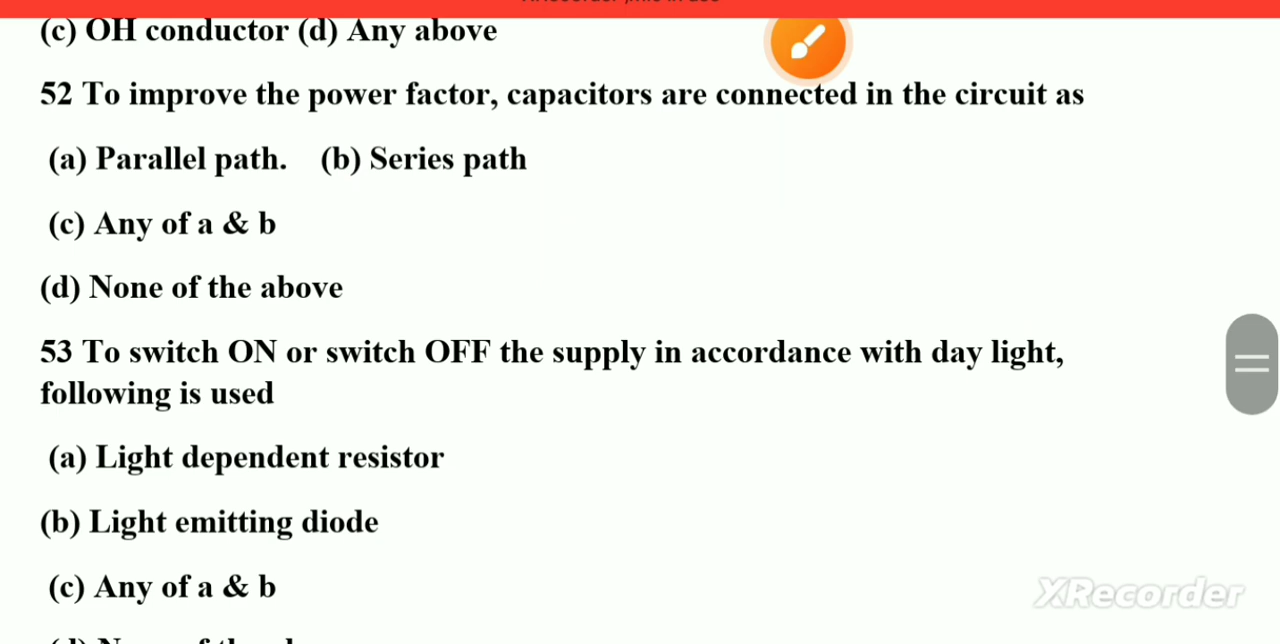 (c) OH conductor (d) Any above
52 To improve the power factor, capacitors are connected in the circuit as
(a) Parallel path. (b) Series path
(c) Any of a & b
(d) None of the above
53 To switch ON or switch OFF the supply in accordance with day light,
following is used
(a) Light dependent resistor
(b) Light emitting diode
(c) Any of a & b
XRecorder